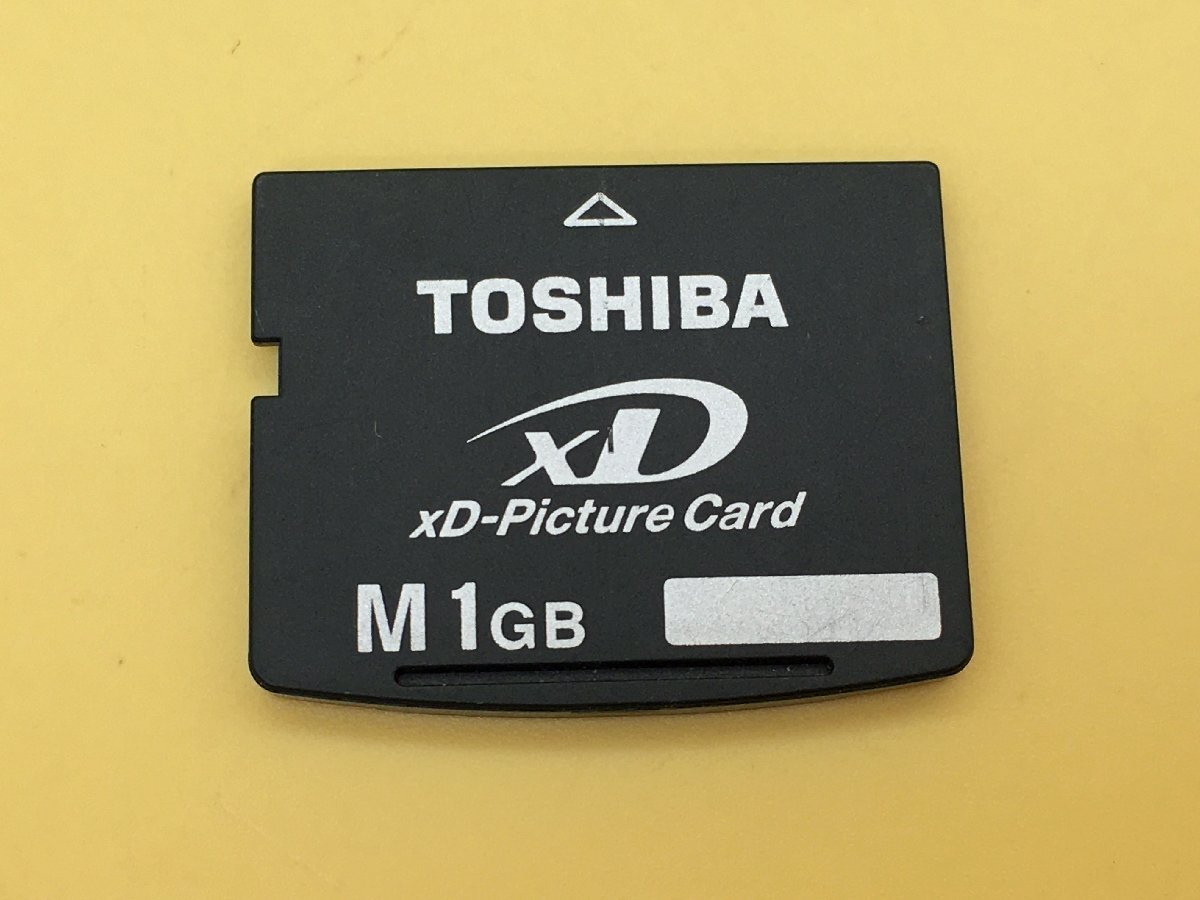 TOSHIBA
xD
xD-Picture Card
M 1GB